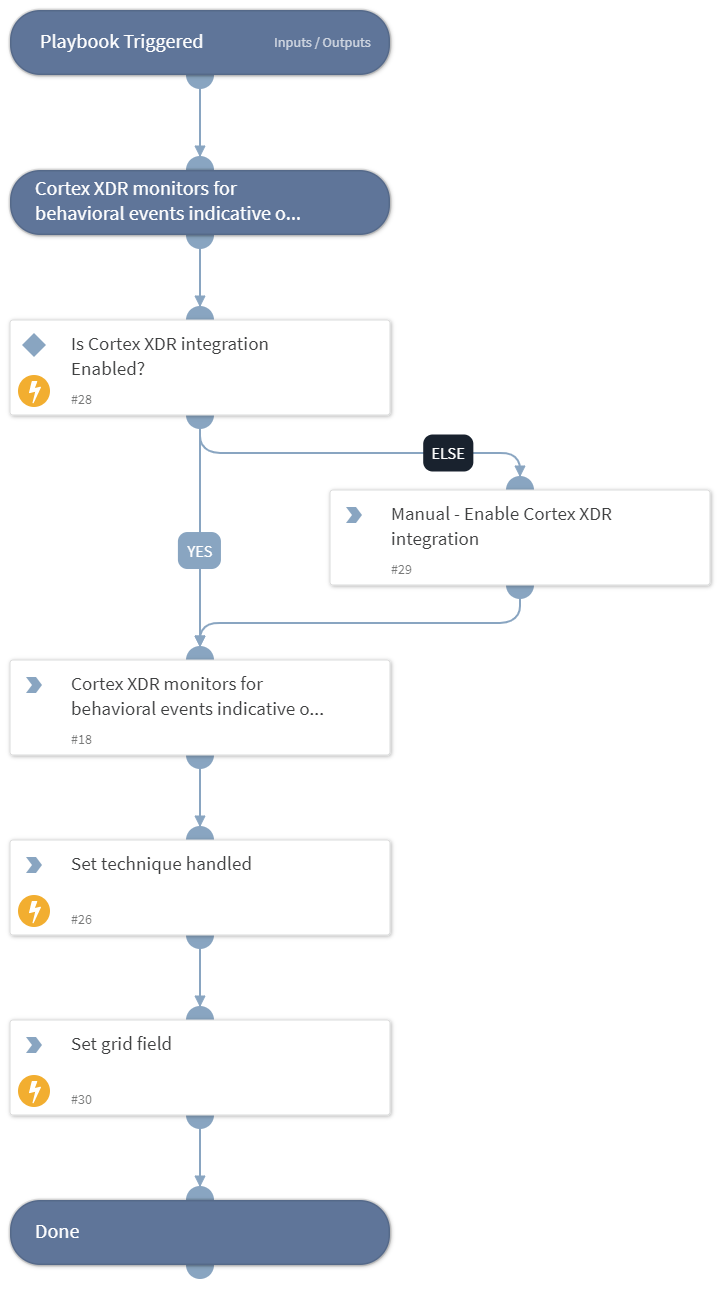 Playbook Triggered
Inputs / Outputs
Cortex XDR monitors for
behavioral events indicative o...
Is Cortex XDR integration
Enabled?
#28
ELSE
Manual - Enable Cortex XDR
integration
#29
YES
Cortex XDR monitors for
behavioral events indicative o...
#18
Set technique handled
#26
Set grid field
#30
Done